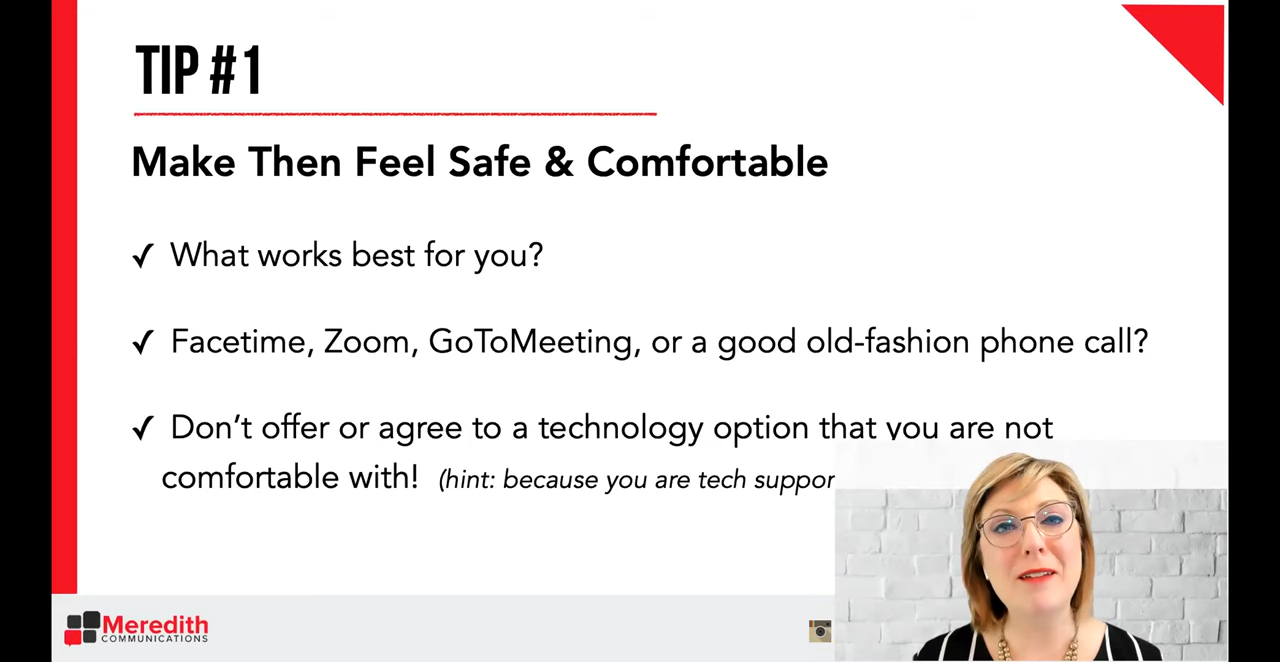 TIP #1
Make Then Feel Safe & Comfortable
✓ What works best for you?
✓ Facetime, Zoom, GoToMeeting, or a good old-fashion phone call?
✓ Don’t offer or agree to a technology option that you are not
comfortable with! (hint: because you are tech suppor
Meredith
COMMUNICATIONS